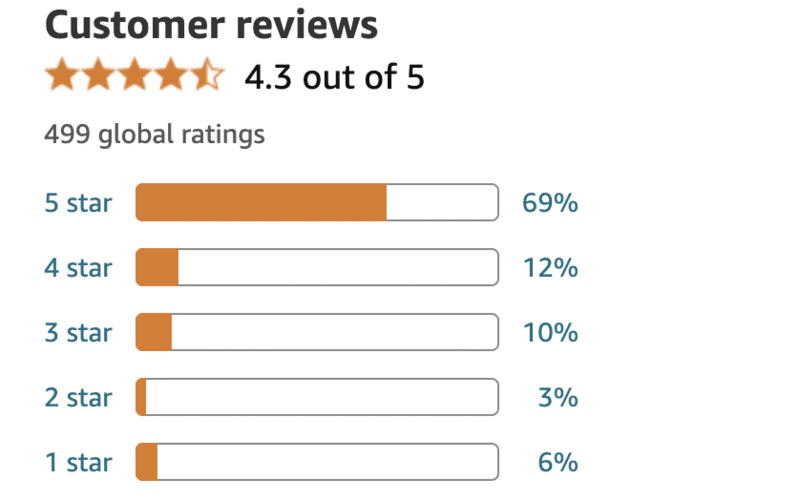 Customer reviews
4.3 out of 5
499 global ratings
5 star 69%
4 star 12%
3 star 10%
2 star 3%
1 star 6%